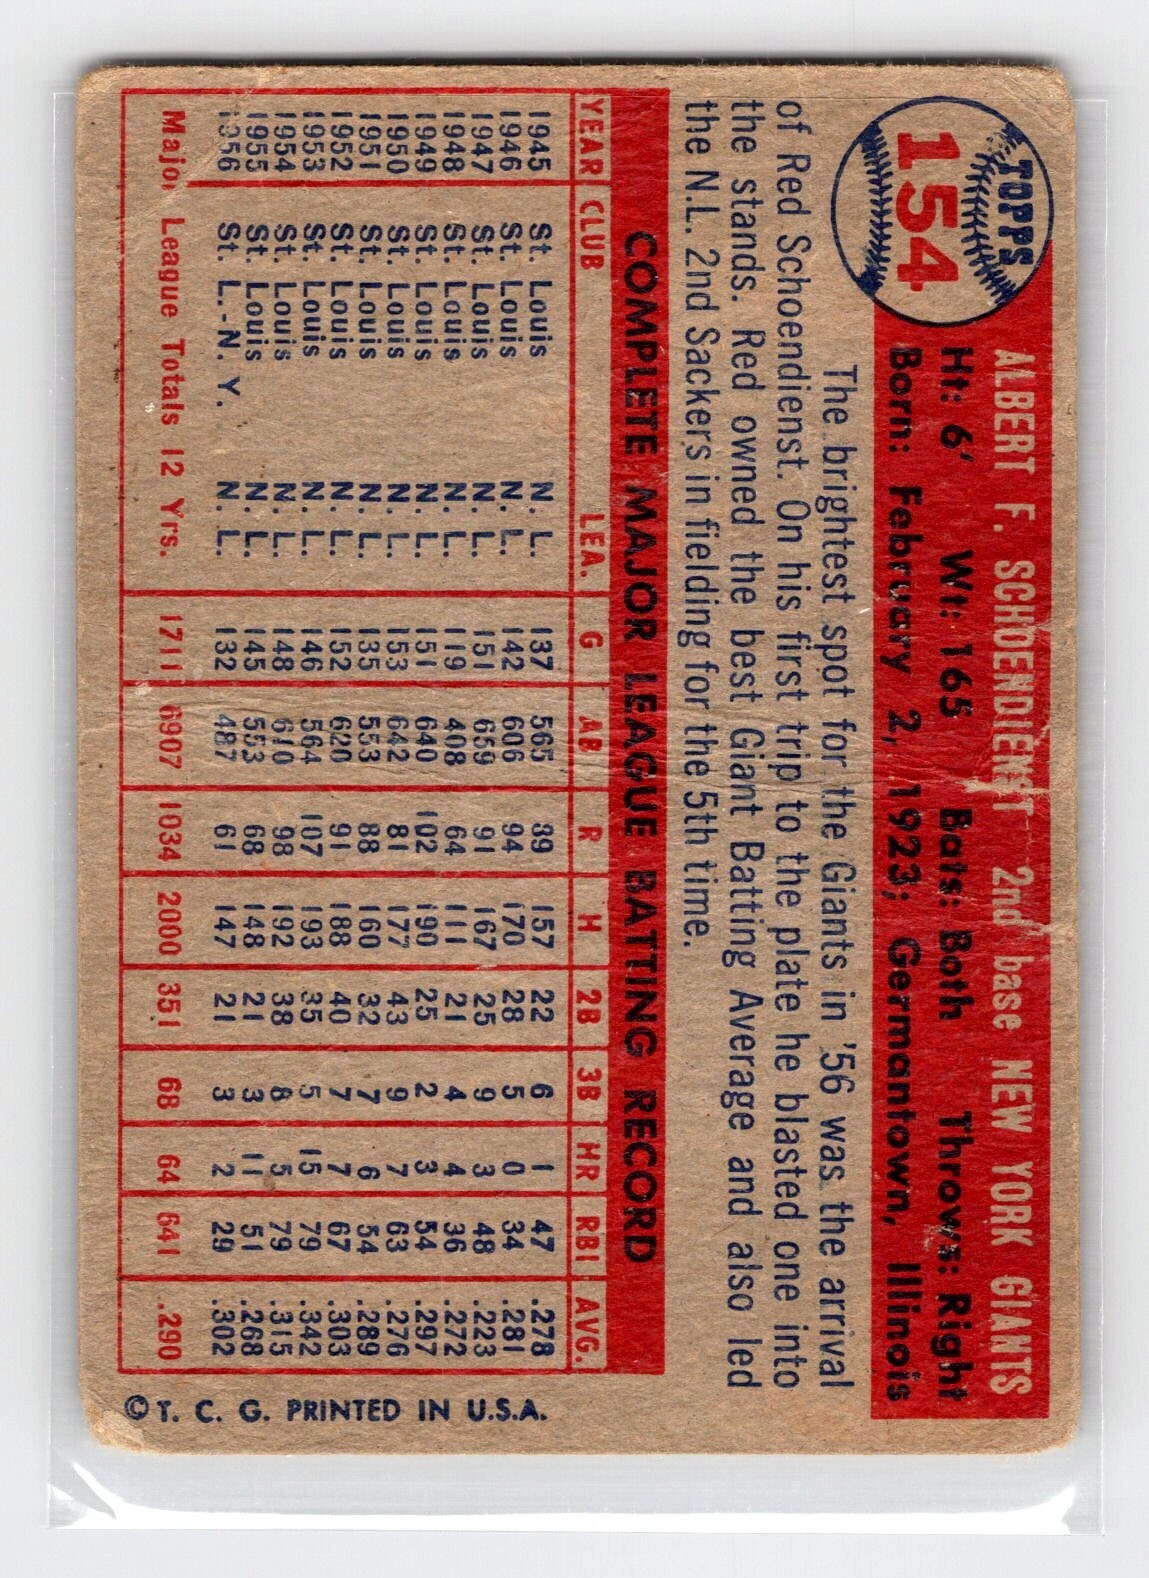 TOPPS
154
ALBERT F. SCHOENDIENST 2nd base NEW YORK GIANTS
Ht: 6' Wt: 165 Bats: Both Throws: Right
Born: February 2, 1923; Germantown, Illinois
The brightest spot for the Giants in '56 was the arrival
of Red Schoendienst. On his first trip to the plate he blasted one into
the stands. Red owned the best Giant Batting Average and also led
the N.L. 2nd Sackers in fielding for the 5th time.
COMPLETE MAJOR LEAGUE BATTING RECORD
YEAR CLUB LEA. G AB R H 2B 3B HR RBI AVG.
1945 St. Louis N. L. 137 565 39 157 22 6 1 47 .278
1946 St. Louis N. L. 142 606 94 170 28 5 0 34 .281
1947 St. Louis N. L. 151 659 91 167 25 9 3 48 .223
1948 St. Louis N. L. 119 408 64 111 21 4 4 36 .272
1949 St. Louis N. L. 151 640 102 190 25 2 3 54 .297
1950 St. Louis N. L. 153 642 81 177 43 9 7 63 .276
1951 St. Louis N. L. 135 553 88 160 32 7 6 54 .289
1952 St. Louis N. L. 152 620 91 188 40 7 7 67 .303
1953 St. Louis N. L. 146 564 107 193 35 5 15 79 .342
1954 St. Louis N. L. 148 610 98 192 38 8 5 79 .315
1955 St. Louis N. L. 145 553 68 148 21 3 11 51 .268
1956 St. L.-N. Y. N. L. 132 487 61 147 21 3 2 29 .302
Major League Totals 12 Yrs. 1711 6907 1034 2000 351 68 64 641 .290
© T. C. G. PRINTED IN U.S.A.